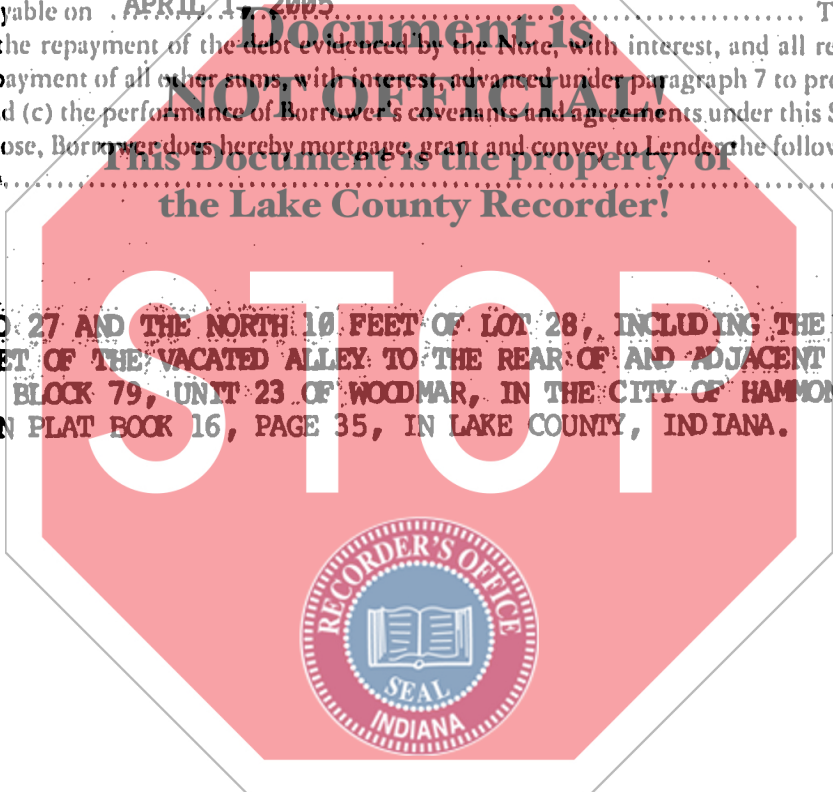 yable on APRIL 1, 2005 T
Document is
the repayment of the debt evidenced by the Note, with interest, and all re
ayment of all other sums, with interest, advanced under paragraph 7 to pro
NOT OFFICIAL!
d (c) the performance of Borrower's covenants and agreements under this S
ose, Borrower does hereby mortgage, grant and convey to Lender the follow
This Document is the property of
the Lake County Recorder!
STOP
27 AND THE NORTH 10 FEET OF LOT 28, INCLUDING THE
ET OF THE VACATED ALLEY TO THE REAR OF AND ADJACENT
BLOCK 79, UNIT 23 OF WOODMAR, IN THE CITY OF HAMMON
N PLAT BOOK 16, PAGE 35, IN LAKE COUNTY, INDIANA.
RECORDER'S OFFICE
SEAL
INDIANA